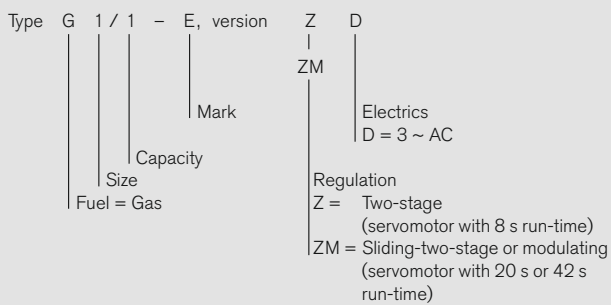 Type G 1 / 1 – E, version Z D
ZM
Mark
Electrics
D = 3 ~ AC
Capacity
Size
Fuel = Gas
Regulation
Z = Two-stage
(servomotor with 8 s run-time)
ZM = Sliding-two-stage or modulating
(servomotor with 20 s or 42 s
run-time)